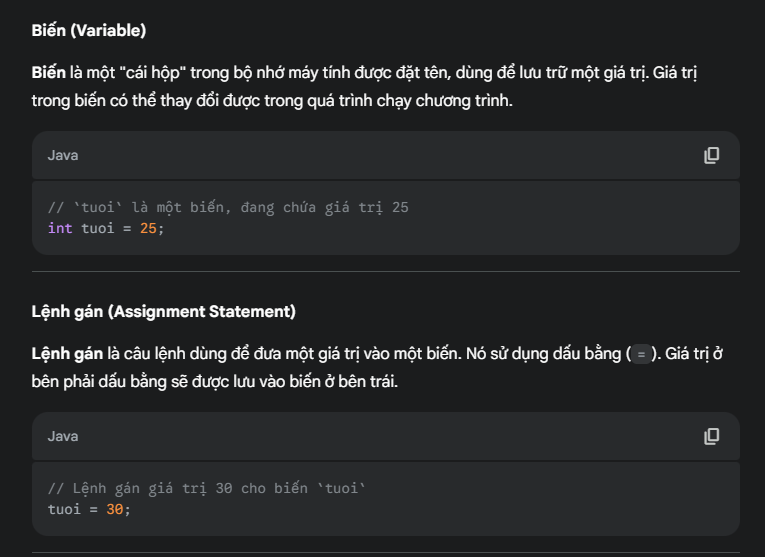 Biến (Variable)
Biến là một "cái hộp" trong bộ nhớ máy tính được đặt tên, dùng để lưu trữ một giá trị. Giá trị
trong biến có thể thay đổi được trong quá trình chạy chương trình.
Java
// `tuoi` là một biến, đang chứa giá trị 25
int tuoi = 25;
Lệnh gán (Assignment Statement)
Lệnh gán là câu lệnh dùng để đưa một giá trị vào một biến. Nó sử dụng dấu bằng ( = ). Giá trị ở
bên phải dấu bằng sẽ được lưu vào biến ở bên trái.
Java
// Lệnh gán giá trị 30 cho biến `tuoi`
tuoi = 30;